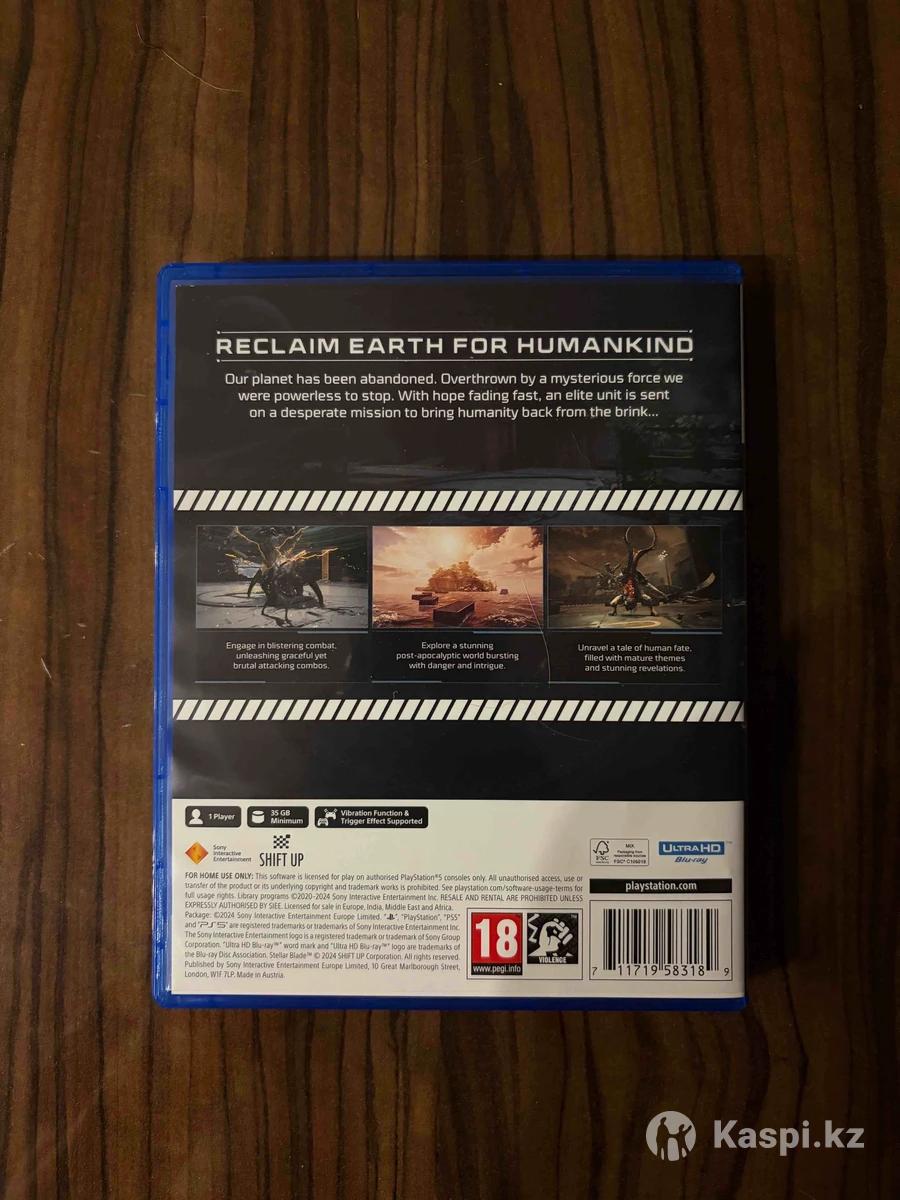 RECLAIM EARTH FOR HUMANKIND
Our planet has been abandoned. Overthrown by a mysterious force we
were powerless to stop. With hope fading fast, an elite unit is sent
on a desperate mission to bring humanity back from the brink...
Engage in blistering combat,
unleashing graceful yet
brutal attacking combos.
Explore a stunning
post-apocalyptic world bursting
with danger and intrigue.
Unravel a tale of human fate,
filled with mature themes
and stunning revelations.
1 Player
35 GB
Minimum
Vibration Function &
Trigger Effect Supported
Sony
Interactive
Entertainment
SHIFT UP
FSC
MIX
Packaging from
responsible sources
FSC® C106019
ULTRA HD
Blu-ray™
playstation.com
FOR HOME USE ONLY: This software is licensed for play on authorised PlayStation®5 consoles only. All unauthorised access, use or
transfer of the product or its underlying copyright and trademark works is prohibited. See playstation.com/software-usage-terms for
full usage rights. Library programs ©2020-2024 Sony Interactive Entertainment Inc. RESALE AND RENTAL ARE PROHIBITED UNLESS
EXPRESSLY AUTHORISED BY SIEE. Licensed for sale in Europe, India, Middle East and Africa.
Package: ©2024 Sony Interactive Entertainment Europe Limited. "PS", "PlayStation", "PS5"
and "PS5" are registered trademarks or trademarks of Sony Interactive Entertainment Inc.
The Sony Interactive Entertainment logo is a registered trademark or trademark of Sony Group
Corporation. "Ultra HD Blu-ray™" word mark and "Ultra HD Blu-ray™" logo are trademarks of
the Blu-ray Disc Association. Stellar Blade™ © 2024 SHIFT UP Corporation. All rights reserved.
Published by Sony Interactive Entertainment Europe Limited, 10 Great Marlborough Street,
London, W1F 7LP. Made in Austria.
18
www.pegi.info
VIOLENCE
7 11719 58318 9
Kaspi.kz